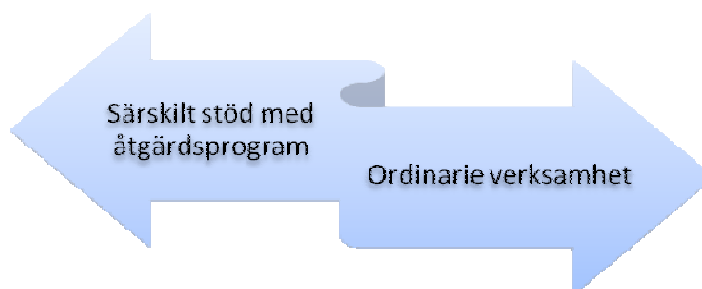 Särskilt stöd med
åtgärdsprogram
Ordinarie verksamhet